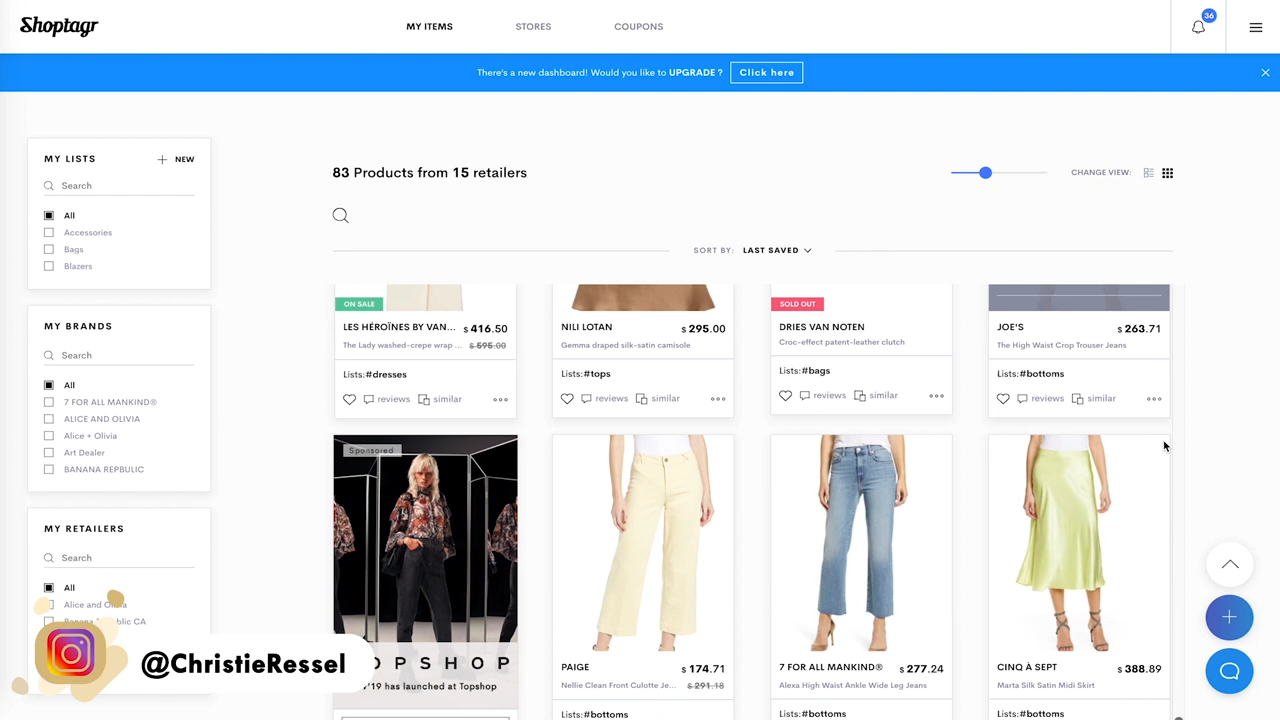 Shoptagr
MY ITEMS
STORES
COUPONS
36
There's a new dashboard! Would you like to UPGRADE ?
Click here
MY LISTS
NEW
Search
All
Accessories
Bags
Blazers
83 Products from 15 retailers
CHANGE VIEW:
SORT BY: LAST SAVED
ON SALE
LES HÉROÏNES BY VAN... $ 416.50
The Lady washed-crepe wrap ... $ 595.00
Lists:#dresses
reviews similar
NILI LOTAN $ 295.00
Gemma draped silk-satin camisole
Lists:#tops
reviews similar
SOLD OUT
DRIES VAN NOTEN
Croc-effect patent-leather clutch
Lists:#bags
reviews similar
JOE'S $ 263.71
The High Waist Crop Trouser Jeans
Lists:#bottoms
reviews similar
MY BRANDS
Search
All
7 FOR ALL MANKIND®
ALICE AND OLIVIA
Alice + Olivia
Art Dealer
BANANA REPBULIC
MY RETAILERS
Search
All
Alice and Olivia
Sponsored
OPSHOP
/'19 has launched at Topshop
PAIGE $ 174.71
Nellie Clean Front Culotte Je... $ 291.18
Lists:#bottoms
7 FOR ALL MANKIND® $ 277.24
Alexa High Waist Ankle Wide Leg Jeans
Lists:#bottoms
CINQ À SEPT $ 388.89
Marta Silk Satin Midi Skirt
Lists:#bottoms
@ChristieRessel